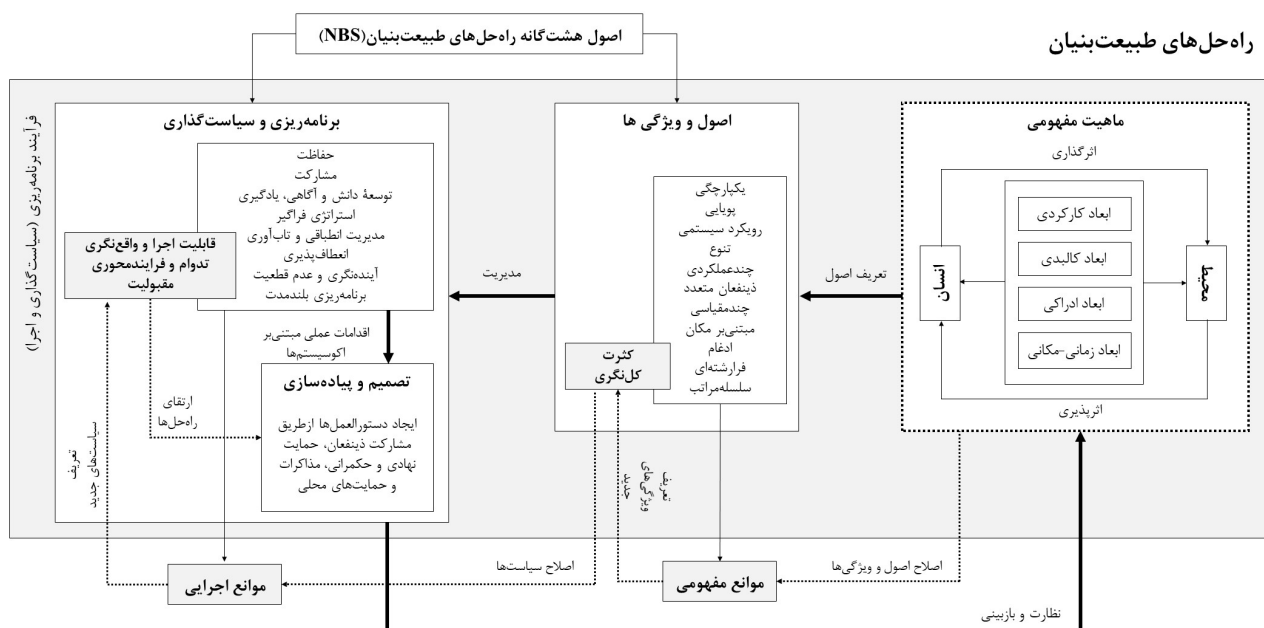 راه‌حل‌های طبیعت‌بنیان
اصول هشت‌گانه راه‌حل‌های طبیعت‌بنیان(NBS)
ماهیت مفهومی
اثرگذاری
محیط
ابعاد کارکردی
ابعاد کالبدی
ابعاد ادراکی
ابعاد زمانی-مکانی
انسان
اثرپذیری
تعریف اصول
اصول و ویژگی ها
یکپارچگی
پویایی
رویکرد سیستمی
تنوع
چندعملکردی
ذینفعان متعدد
چندمقیاسی
مبتنی‌بر مکان
ادغام
فرارشته‌ای
سلسله‌مراتب
کثرت
کل‌نگری
مدیریت
برنامه‌ریزی و سیاست‌گذاری
حفاظت
مشارکت
توسعهٔ دانش و آگاهی، یادگیری
استراتژی فراگیر
مدیریت انطباقی و تاب‌آوری
انعطاف‌پذیری
آینده‌نگری و عدم قطعیت
برنامه‌ریزی بلندمدت
قابلیت اجرا و واقع‌نگری
تدوام و فرایندمحوری
مقبولیت
اقدامات عملی مبتنی‌بر
اکوسیستم‌ها
تصمیم و پیاده‌سازی
ایجاد دستورالعمل‌ها ازطریق
مشارکت ذینفعان، حمایت
نهادی و حکمرانی، مذاکرات
و حمایت‌های محلی
ارتقای
راه‌حل‌ها
فرآیند برنامه‌ریزی (سیاست‌گذاری و اجرا)
تعریف
سیاست‌های جدید
تعریف
ویژگی‌های
جدید
اصلاح اصول و ویژگی‌ها
موانع مفهومی
اصلاح سیاست‌ها
موانع اجرایی
نظارت و بازبینی